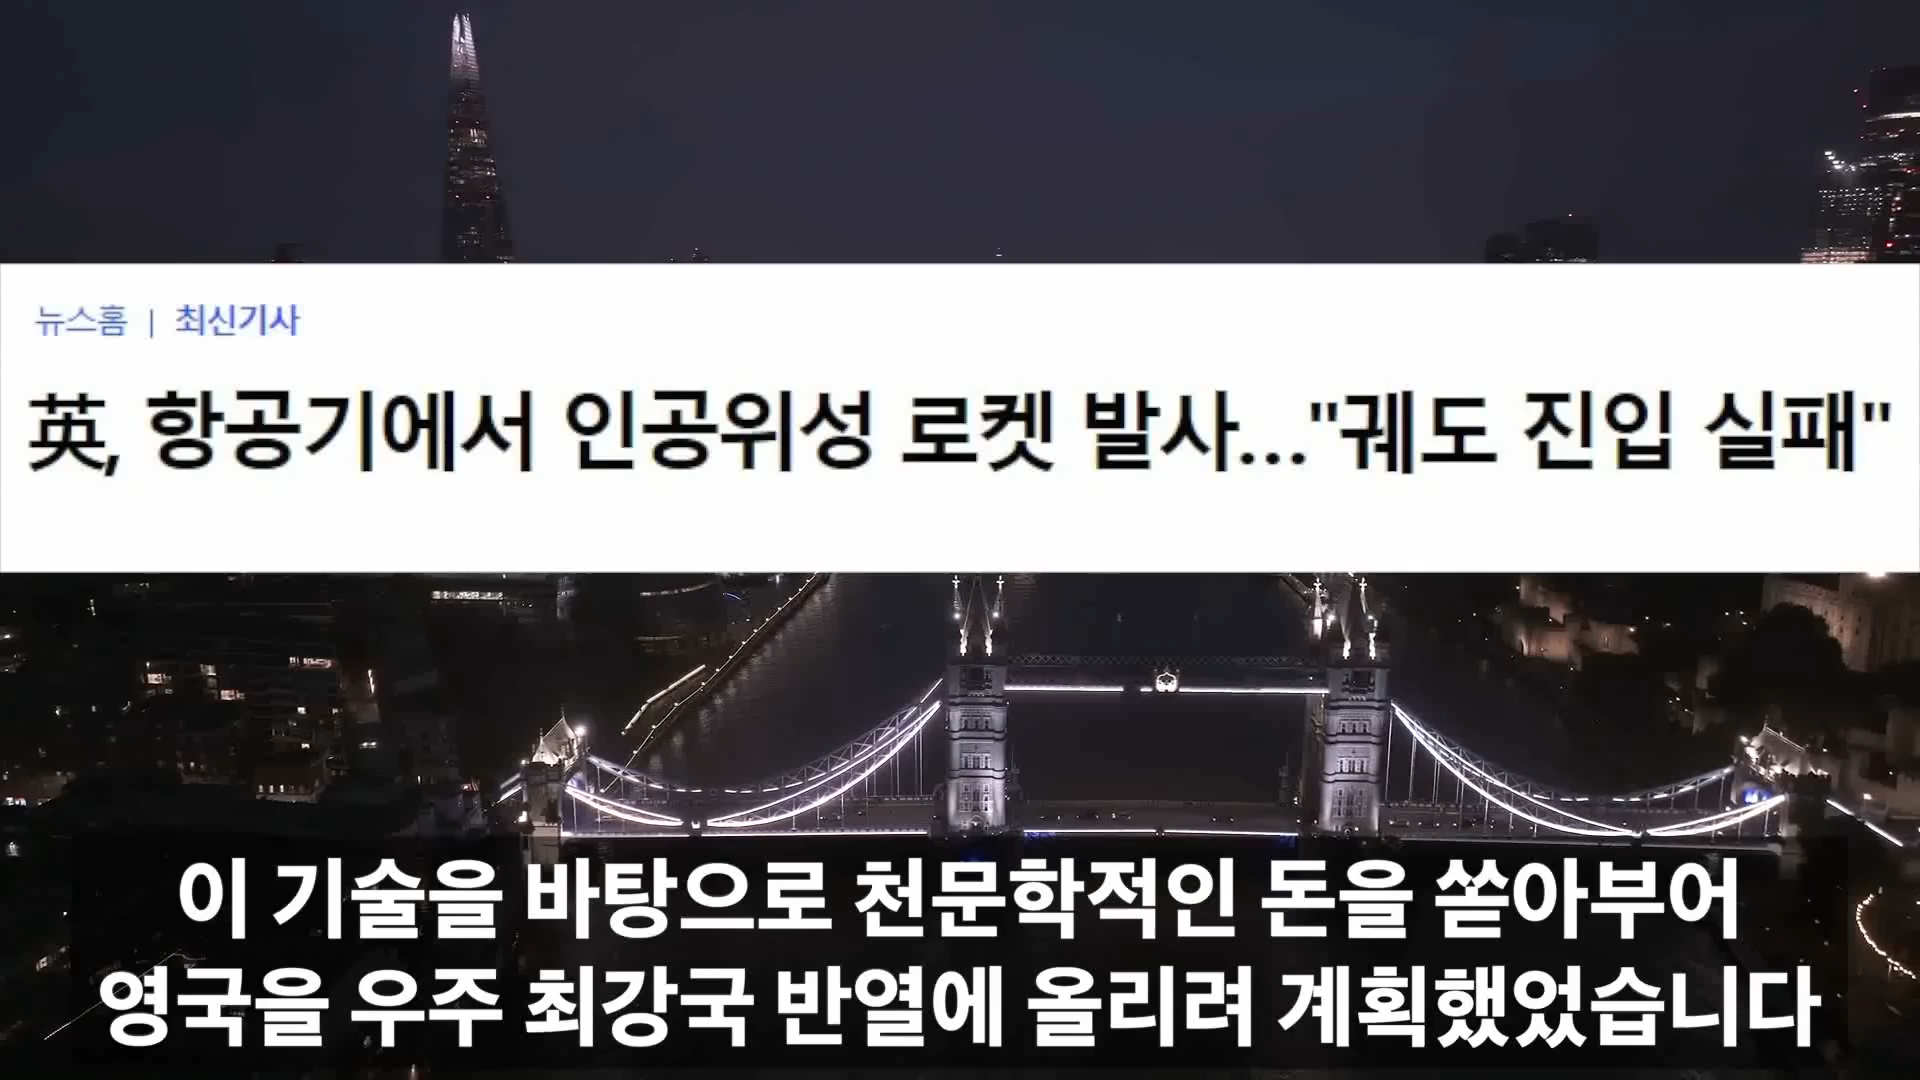 뉴스홈 | 최신기사
英, 항공기에서 인공위성 로켓 발사..."궤도 진입 실패"
이 기술을 바탕으로 천문학적인 돈을 쏟아부어
영국을 우주 최강국 반열에 올리려 계획했었습니다